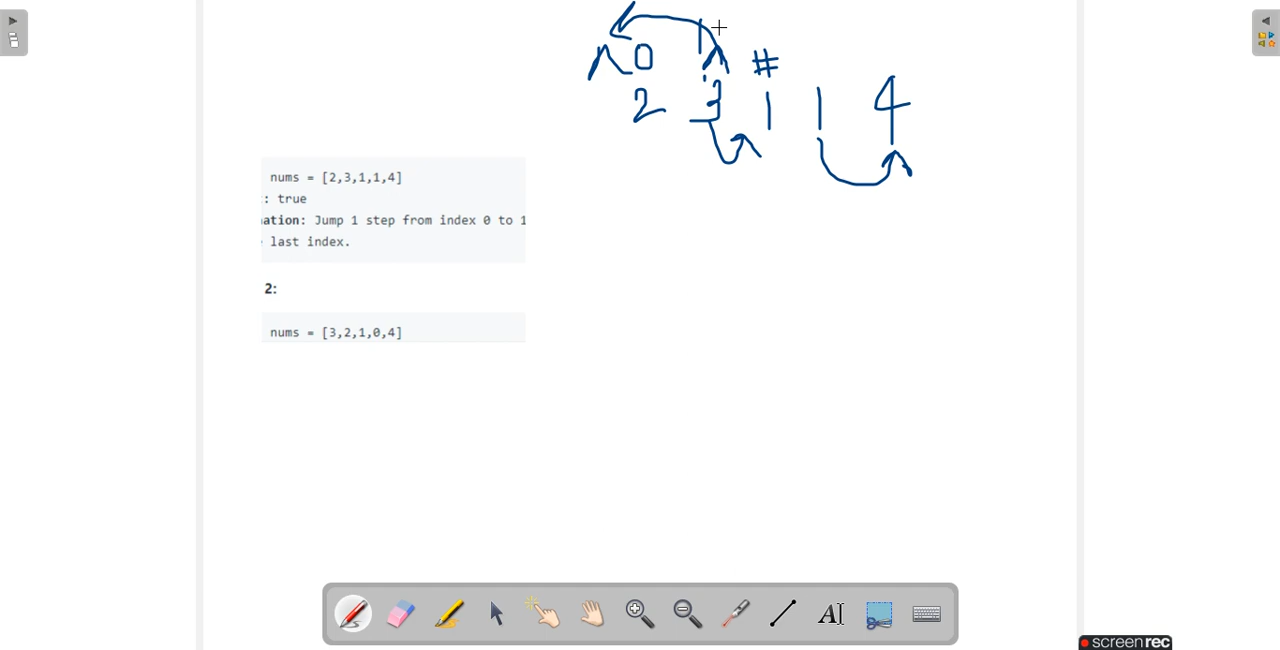 0 1 #
2 3 1 1 4
nums = [2,3,1,1,4]
: true
ation: Jump 1 step from index 0 to 1
last index.
2:
nums = [3,2,1,0,4]
A
screenrec